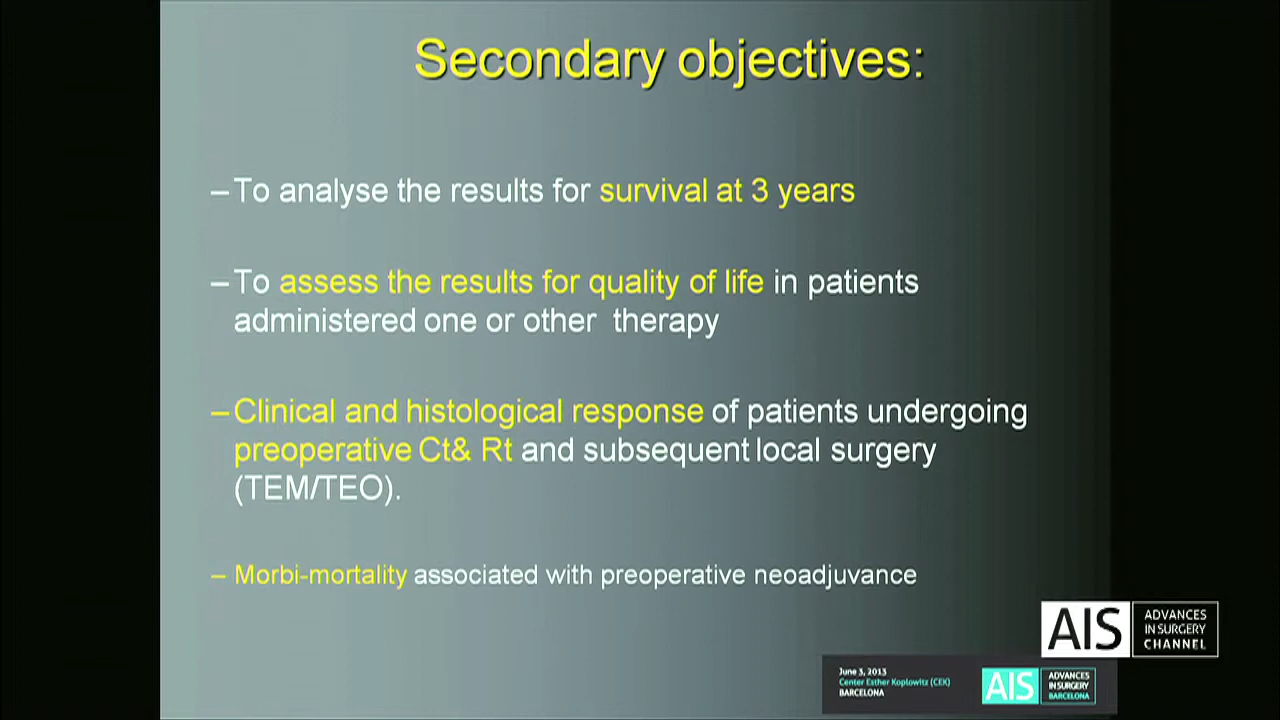 Secondary objectives:
–To analyse the results for survival at 3 years
–To assess the results for quality of life in patients
administered one or other therapy
–Clinical and histological response of patients undergoing
preoperative Ct& Rt and subsequent local surgery
(TEM/TEO).
– Morbi-mortality associated with preoperative neoadjuvance
AIS
ADVANCES
IN SURGERY
CHANNEL
June 3, 2013
Center Esther Koplowitz (CEK)
BARCELONA
AIS
ADVANCES
IN SURGERY
BARCELONA